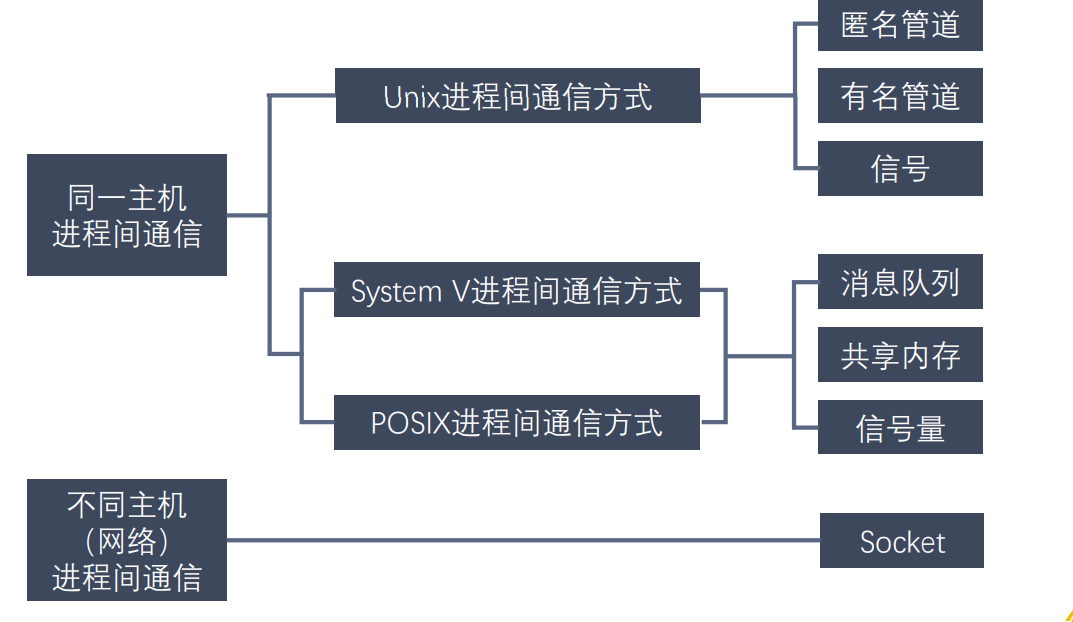 匿名管道
Unix进程间通信方式
有名管道
信号
同一主机
进程间通信
System V进程间通信方式
消息队列
共享内存
POSIX进程间通信方式
信号量
不同主机
（网络）
进程间通信
Socket